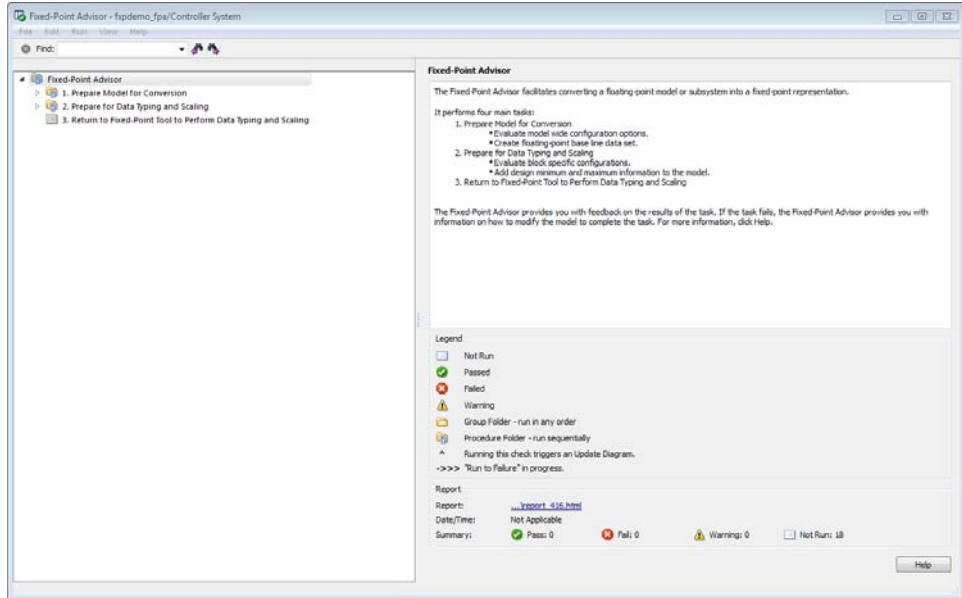 Fixed-Point Advisor - fxpdemo_fpa/Controller System
File Edit Run View Help
Find:
Fixed-Point Advisor
1. Prepare Model for Conversion
2. Prepare for Data Typing and Scaling
3. Return to Fixed-Point Tool to Perform Data Typing and Scaling
Fixed-Point Advisor
The Fixed-Point Advisor facilitates converting a floating-point model or subsystem into a fixed-point representation.
It performs four main tasks:
1. Prepare Model for Conversion
•Evaluate model wide configuration options.
•Create floating-point base line data set.
2. Prepare for Data Typing and Scaling
•Evaluate block specific configurations.
•Add design minimum and maximum information to the model.
3. Return to Fixed-Point Tool to Perform Data Typing and Scaling
The Fixed-Point Advisor provides you with feedback on the results of the task. If the task fails, the Fixed-Point Advisor provides you with
information on how to modify the model to complete the task. For more information, click Help.
Legend
Not Run
Passed
Failed
Warning
Group Folder - run in any order
Procedure Folder - run sequentially
^ Running this check triggers an Update Diagram.
->>> "Run to Failure" in progress.
Report
Report: ...\report_416.html
Date/Time: Not Applicable
Summary: Pass: 0 Fail: 0 Warning: 0 Not Run: 18
Help